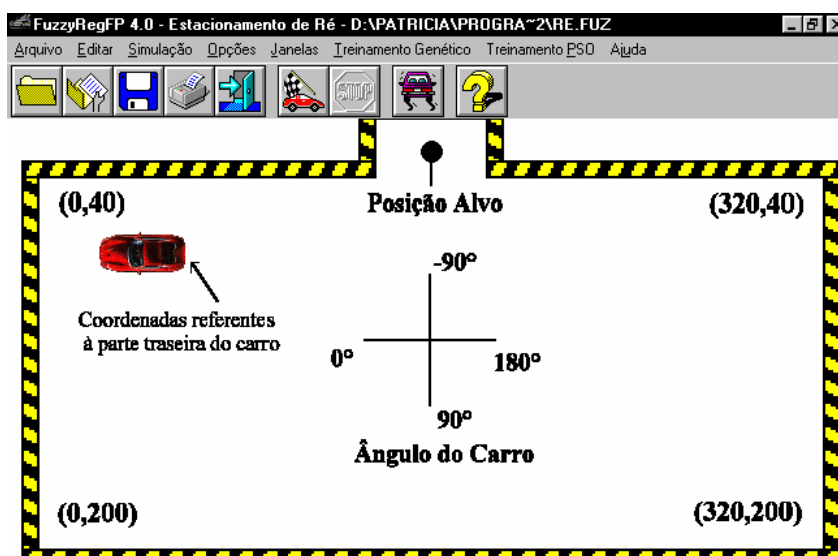 FuzzyRegFP 4.0 - Estacionamento de Ré - D:\PATRICIA\PROGRA~2\RE.FUZ
Arquivo Editar Simulação Opções Janelas Treinamento Genético Treinamento PSO Ajuda
STOP
(0,40)
Posição Alvo
(320,40)
-90°
Coordenadas referentes
à parte traseira do carro
0°
180°
90°
Ângulo do Carro
(0,200)
(320,200)